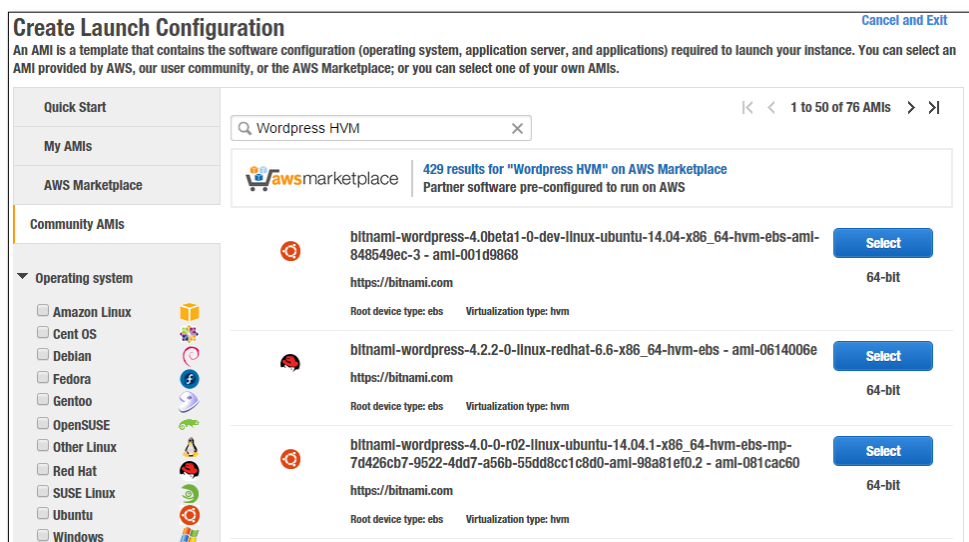 Create Launch Configuration
Cancel and Exit
An AMI is a template that contains the software configuration (operating system, application server, and applications) required to launch your instance. You can select an
AMI provided by AWS, our user community, or the AWS Marketplace; or you can select one of your own AMIs.
Quick Start
My AMIs
AWS Marketplace
Community AMIs
Operating system
Amazon Linux
Cent OS
Debian
Fedora
Gentoo
OpenSUSE
Other Linux
Red Hat
SUSE Linux
Ubuntu
Windows
1 to 50 of 76 AMIs
Wordpress HVM
awsmarketplace
429 results for "Wordpress HVM" on AWS Marketplace
Partner software pre-configured to run on AWS
bitnami-wordpress-4.0beta1-0-dev-linux-ubuntu-14.04-x86_64-hvm-ebs-ami-
848549ec-3 - ami-001d9868
https://bitnami.com
Root device type: ebs Virtualization type: hvm
Select
64-bit
bitnami-wordpress-4.2.2-0-linux-redhat-6.6-x86_64-hvm-ebs - ami-0614006e
https://bitnami.com
Root device type: ebs Virtualization type: hvm
Select
64-bit
bitnami-wordpress-4.0-0-r02-linux-ubuntu-14.04.1-x86_64-hvm-ebs-mp-
7d426cb7-9522-4dd7-a56b-55dd8cc1c8d0-ami-98a81ef0.2 - ami-081cac60
https://bitnami.com
Root device type: ebs Virtualization type: hvm
Select
64-bit